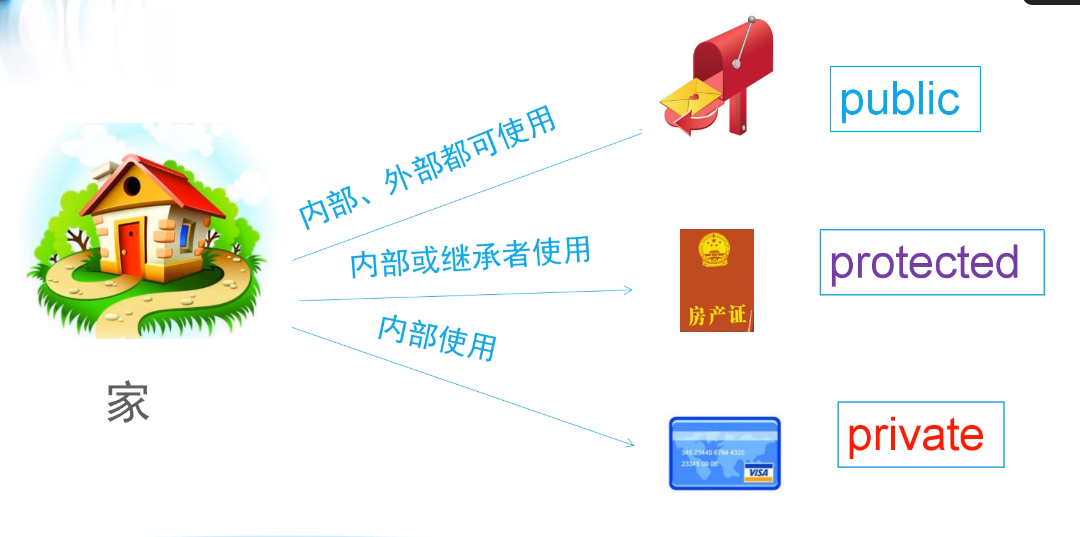 内部、外部都可使用
public
内部或继承者使用
房产证
protected
内部使用
家
345 23445 6764 4325
23345 09 08
VISA
private